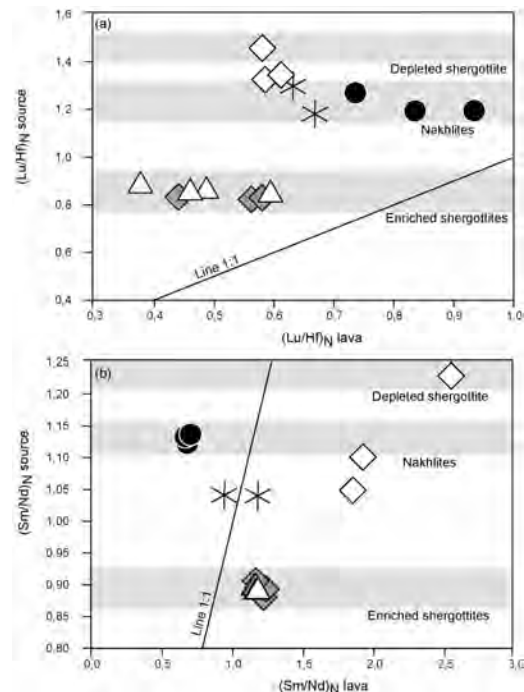 (a)
1,6
1,4
1,2
1,0
0,8
0,6
0,4
(Lu/Hf)N source
Depleted shergottite
Nakhlites
Enriched shergottites
Line 1:1
0,3 0,4 0,5 0,6 0,7 0,8 0,9 1,0
(Lu/Hf)N lava
(b)
1,25
1,20
1,15
1,10
1,05
1,00
0,95
0,90
0,85
0,80
(Sm/Nd)N source
Depleted shergottite
Nakhlites
Enriched shergottites
Line 1:1
0,0 0,5 1,0 1,5 2,0 2,5 3,0
(Sm/Nd)N lava